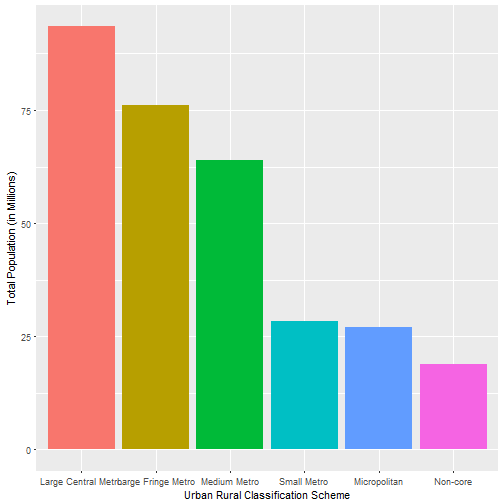 Total Population (in Millions)
75
50
25
0
Large Central Metro
Large Fringe Metro
Medium Metro
Small Metro
Micropolitan
Non-core
Urban Rural Classification Scheme